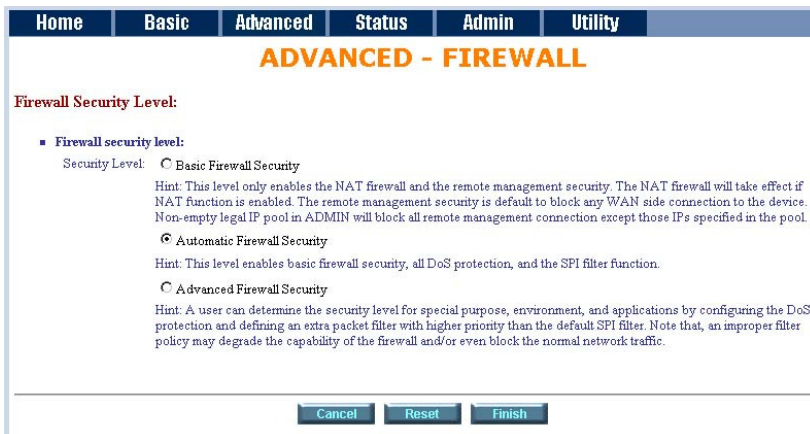 Home Basic Advanced Status Admin Utility
ADVANCED - FIREWALL
Firewall Security Level:
Firewall security level:
Security Level: Basic Firewall Security
Hint: This level only enables the NAT firewall and the remote management security. The NAT firewall will take effect if
NAT function is enabled. The remote management security is default to block any WAN side connection to the device.
Non-empty legal IP pool in ADMIN will block all remote management connection except those IPs specified in the pool.
Automatic Firewall Security
Hint: This level enables basic firewall security, all DoS protection, and the SPI filter function.
Advanced Firewall Security
Hint: A user can determine the security level for special purpose, environment, and applications by configuring the DoS
protection and defining an extra packet filter with higher priority than the default SPI filter. Note that, an improper filter
policy may degrade the capability of the firewall and/or even block the normal network traffic.
Cancel Reset Finish